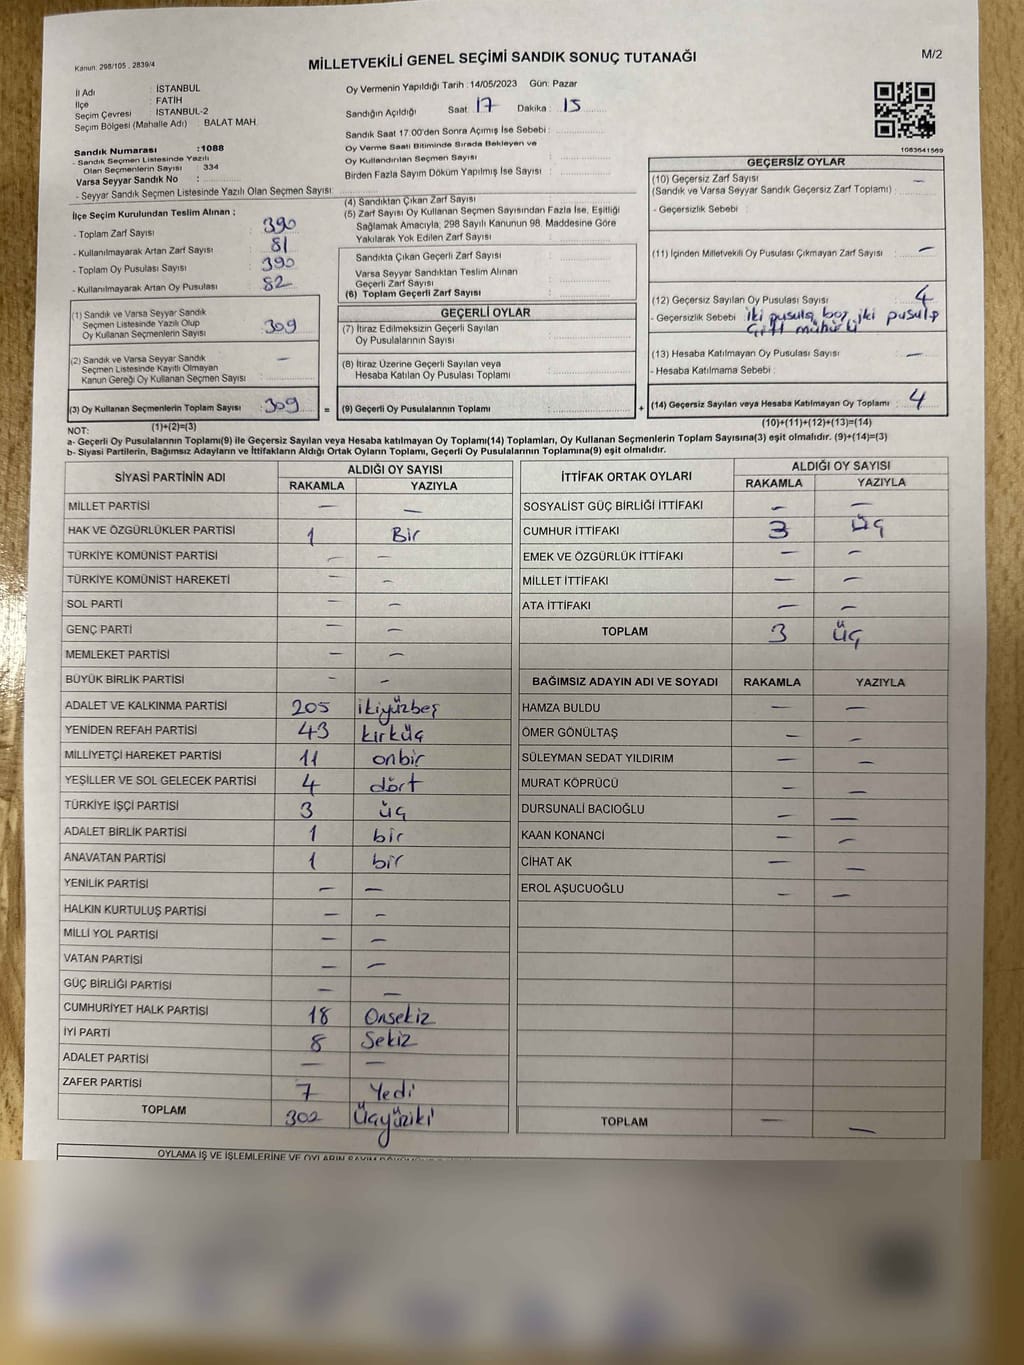 Kanun: 298/105 . 2839/4
MİLLETVEKİLİ GENEL SEÇİMİ SANDIK SONUÇ TUTANAĞI
M/2
İl Adı : İSTANBUL
İlçe : FATİH
Seçim Çevresi : İSTANBUL-2
Seçim Bölgesi (Mahalle Adı) : BALAT MAH.
Sandık Numarası :1088
- Sandık Seçmen Listesinde Yazılı
Olan Seçmenlerin Sayısı : 334
Varsa Seyyar Sandık No :
- Seyyar Sandık Seçmen Listesinde Yazılı Olan Seçmen Sayısı:
Oy Vermenin Yapıldığı Tarih : 14/05/2023 Gün: Pazar
Sandığın Açıldığı Saat : 17 Dakika : 15
Sandık Saat 17.00'den Sonra Açımış İse Sebebi :
Oy Verme Saati Bitiminde Sırada Bekleyen ve
Oy Kullandırılan Seçmen Sayısı :
Birden Fazla Sayım Döküm Yapılmış İse Sayısı :
1083641569
İlçe Seçim Kurulundan Teslim Alınan ;
- Toplam Zarf Sayısı : 390
- Kullanılmayarak Artan Zarf Sayısı : 81
- Toplam Oy Pusulası Sayısı : 390
- Kullanılmayarak Artan Oy Pusulası : 82
(1) Sandık ve Varsa Seyyar Sandık
Seçmen Listesinde Yazılı Olup
Oy Kullanan Seçmenlerin Sayısı : 309
(2) Sandık ve Varsa Seyyar Sandık
Seçmen Listesinde Kayıtlı Olmayan
Kanun Gereği Oy Kullanan Seçmen Sayısı : —
(3) Oy Kullanan Seçmenlerin Toplam Sayısı : 309 =
(1)+(2)=(3)
(4) Sandıktan Çıkan Zarf Sayısı :
(5) Zarf Sayısı Oy Kullanan Seçmen Sayısından Fazla İse, Eşitliği
Sağlamak Amacıyla, 298 Sayılı Kanunun 98. Maddesine Göre
Yakılarak Yok Edilen Zarf Sayısı :
Sandıkta Çıkan Geçerli Zarf Sayısı :
Varsa Seyyar Sandıktan Teslim Alınan
Geçerli Zarf Sayısı :
(6) Toplam Geçerli Zarf Sayısı :
GEÇERLİ OYLAR
(7) İtiraz Edilmeksizin Geçerli Sayılan
Oy Pusulalarının Sayısı :
(8) İtiraz Üzerine Geçerli Sayılan veya
Hesaba Katılan Oy Pusulası Toplamı :
(9) Geçerli Oy Pusulalarının Toplamı : +
GEÇERSİZ OYLAR
(10) Geçersiz Zarf Sayısı
(Sandık ve Varsa Seyyar Sandık Geçersiz Zarf Toplamı) : —
- Geçersizlik Sebebi :
(11) İçinden Milletvekili Oy Pusulası Çıkmayan Zarf Sayısı : —
(12) Geçersiz Sayılan Oy Pusulası Sayısı : 4
- Geçersizlik Sebebi : iki pusula, boş, iki pusula
çift mühürlü
(13) Hesaba Katılmayan Oy Pusulası Sayısı : —
- Hesaba Katılmama Sebebi :
(14) Geçersiz Sayılan veya Hesaba Katılmayan Oy Toplamı : 4
(10)+(11)+(12)+(13)=(14)
NOT:
a- Geçerli Oy Pusulalarının Toplamı(9) ile Geçersiz Sayılan veya Hesaba katılmayan Oy Toplamı(14) Toplamları, Oy Kullanan Seçmenlerin Toplam Sayısına(3) eşit olmalıdır. (9)+(14)=(3)
b- Siyasi Partilerin, Bağımsız Adayların ve İttifakların Aldığı Ortak Oyların Toplamı, Geçerli Oy Pusulalarının Toplamına(9) eşit olmalıdır.
SİYASİ PARTİNİN ADI ALDIĞI OY SAYISI
RAKAMLA YAZIYLA
MİLLET PARTİSİ — —
HAK VE ÖZGÜRLÜKLER PARTİSİ 1 Bir
TÜRKİYE KOMÜNİST PARTİSİ — —
TÜRKİYE KOMÜNİST HAREKETİ — —
SOL PARTİ — —
GENÇ PARTİ — —
MEMLEKET PARTİSİ — —
BÜYÜK BİRLİK PARTİSİ — —
ADALET VE KALKINMA PARTİSİ 205 ikiyüzbeş
YENİDEN REFAH PARTİSİ 43 kırküç
MİLLİYETÇİ HAREKET PARTİSİ 11 onbir
YEŞİLLER VE SOL GELECEK PARTİSİ 4 dört
TÜRKİYE İŞÇİ PARTİSİ 3 üç
ADALET BİRLİK PARTİSİ 1 bir
ANAVATAN PARTİSİ 1 bir
YENİLİK PARTİSİ — —
HALKIN KURTULUŞ PARTİSİ — —
MİLLİ YOL PARTİSİ — —
VATAN PARTİSİ — —
GÜÇ BİRLİĞİ PARTİSİ — —
CUMHURİYET HALK PARTİSİ 18 Onsekiz
İYİ PARTİ 8 Sekiz
ADALET PARTİSİ — —
ZAFER PARTİSİ 7 Yedi
TOPLAM 302 Üçyüziki
İTTİFAK ORTAK OYLARI ALDIĞI OY SAYISI
RAKAMLA YAZIYLA
SOSYALİST GÜÇ BİRLİĞİ İTTİFAKI — —
CUMHUR İTTİFAKI 3 üç
EMEK VE ÖZGÜRLÜK İTTİFAKI — —
MİLLET İTTİFAKI — —
ATA İTTİFAKI — —
TOPLAM 3 üç
BAĞIMSIZ ADAYIN ADI VE SOYADI RAKAMLA YAZIYLA
HAMZA BULDU — —
ÖMER GÖNÜLTAŞ — —
SÜLEYMAN SEDAT YILDIRIM — —
MURAT KÖPRÜCÜ — —
DURSUNALİ BACIOĞLU — —
KAAN KONANCİ — —
CİHAT AK — —
EROL AŞUCUOĞLU — —
TOPLAM — —
OYLAMA İŞ VE İŞLEMLERİNE VE OYLARIN SAYIM